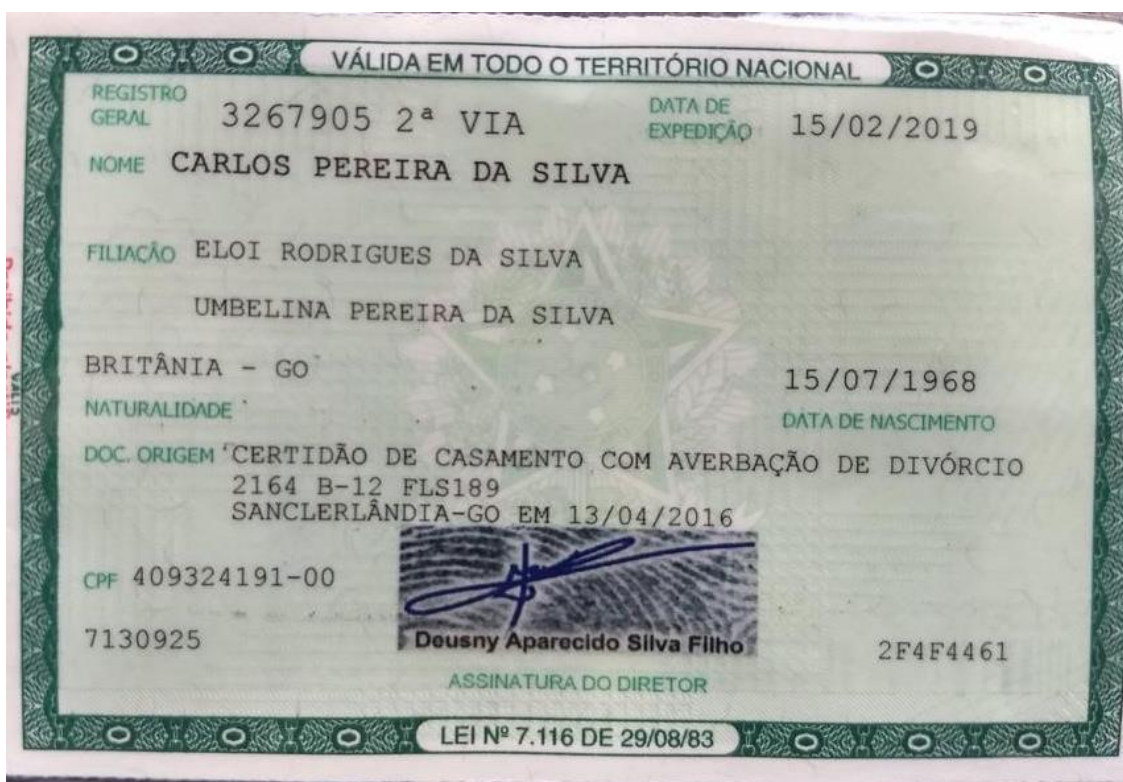 VÁLIDA EM TODO O TERRITÓRIO NACIONAL
REGISTRO GERAL 3267905 2ª VIA DATA DE EXPEDIÇÃO 15/02/2019
NOME CARLOS PEREIRA DA SILVA
FILIAÇÃO ELOI RODRIGUES DA SILVA
UMBELINA PEREIRA DA SILVA
BRITÂNIA - GO 15/07/1968
NATURALIDADE DATA DE NASCIMENTO
DOC. ORIGEM CERTIDÃO DE CASAMENTO COM AVERBAÇÃO DE DIVÓRCIO
2164 B-12 FLS189
SANCLERLÂNDIA-GO EM 13/04/2016
CPF 409324191-00
Deusny Aparecido Silva Filho
7130925 2F4F4461
ASSINATURA DO DIRETOR
LEI Nº 7.116 DE 29/08/83